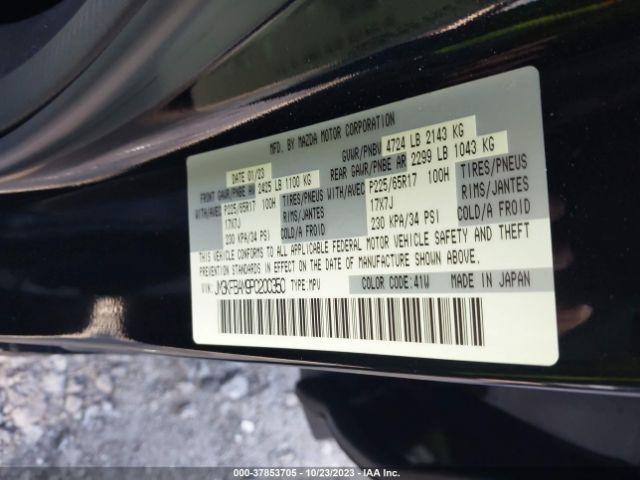 MFG. BY MAZDA MOTOR CORPORATION
DATE 01/23 GVWR/PNBV 4724 LB 2143 KG
FRONT GAWR/PNBE AV 2425 LB 1100 KG REAR GAWR/PNBE AR 2299 LB 1043 KG
WITH/AVEC P225/65R17 100H TIRES/PNEUS WITH/AVEC P225/65R17 100H TIRES/PNEUS
17X7J RIMS/JANTES 17X7J RIMS/JANTES
230 KPA/34 PSI COLD/A FROID 230 KPA/34 PSI COLD/A FROID
THIS VEHICLE CONFORMS TO ALL APPLICABLE FEDERAL MOTOR VEHICLE SAFETY AND THEFT
PREVENTION STANDARDS IN EFFECT ON THE DATE OF MANUFACTURE SHOWN ABOVE.
VIN: TYPE:MPV COLOR CODE:41W MADE IN JAPAN
000-37853705 - 10/23/2023 - IAA Inc.